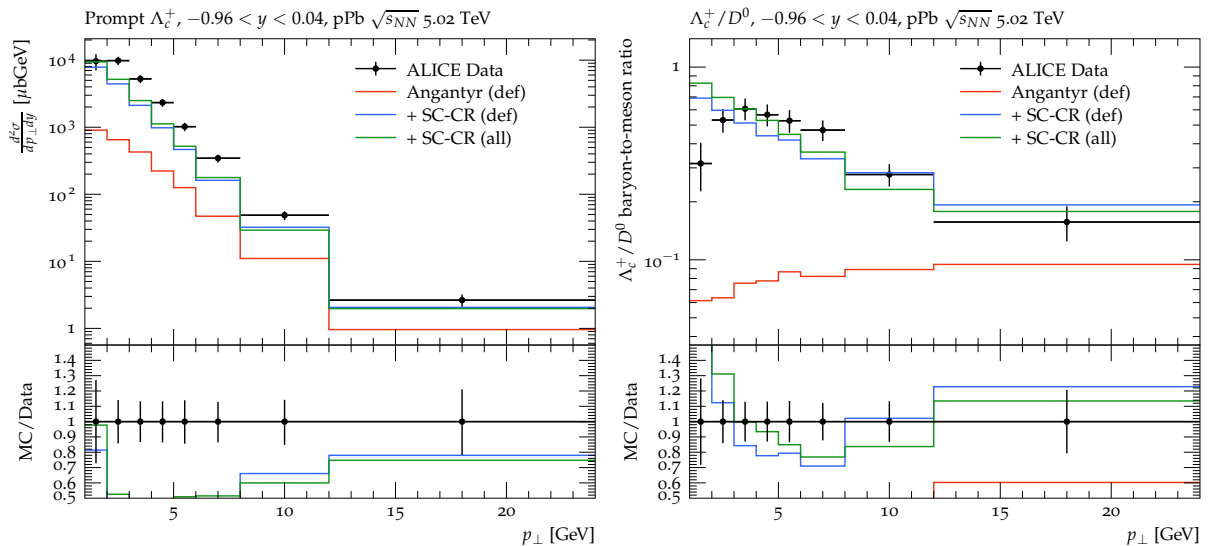 Prompt Λc+, −0.96 < y < 0.04, pPb √sNN 5.02 TeV
d²σ/dp⊥dy [μbGeV]
10⁴
10³
10²
10¹
1
ALICE Data
Angantyr (def)
+ SC-CR (def)
+ SC-CR (all)
MC/Data
1.4
1.3
1.2
1.1
1
0.9
0.8
0.7
0.6
0.5
5 10 15 20
p⊥ [GeV]
Λc+/D⁰, −0.96 < y < 0.04, pPb √sNN 5.02 TeV
Λc+/D⁰ baryon-to-meson ratio
1
10⁻¹
ALICE Data
Angantyr (def)
+ SC-CR (def)
+ SC-CR (all)
MC/Data
1.4
1.3
1.2
1.1
1
0.9
0.8
0.7
0.6
0.5
5 10 15 20
p⊥ [GeV]